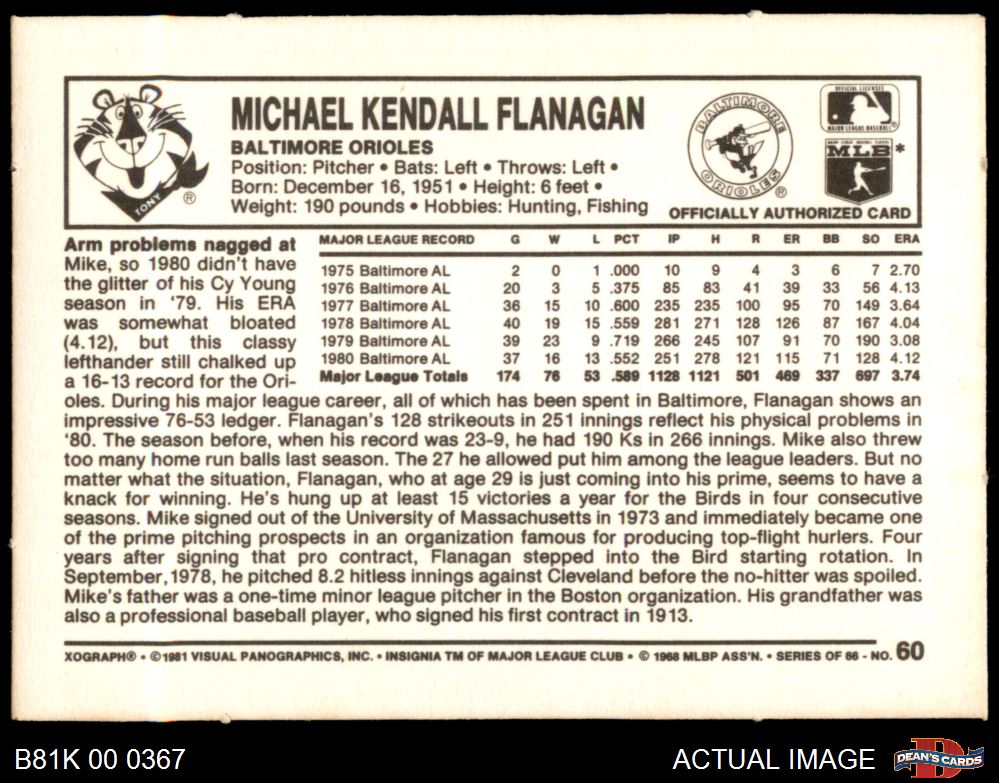 MICHAEL KENDALL FLANAGAN
BALTIMORE ORIOLES
Position: Pitcher • Bats: Left • Throws: Left •
Born: December 16, 1951 • Height: 6 feet •
Weight: 190 pounds • Hobbies: Hunting, Fishing
TONY ®
BALTIMORE ORIOLES ®
OFFICIAL LICENSEE
MAJOR LEAGUE BASEBALL ®
MLB *
OFFICIALLY AUTHORIZED CARD
MAJOR LEAGUE RECORD G W L PCT IP H R ER BB SO ERA
1975 Baltimore AL 2 0 1 .000 10 9 4 3 6 7 2.70
1976 Baltimore AL 20 3 5 .375 85 83 41 39 33 56 4.13
1977 Baltimore AL 36 15 10 .600 235 235 100 95 70 149 3.64
1978 Baltimore AL 40 19 15 .559 281 271 128 126 87 167 4.04
1979 Baltimore AL 39 23 9 .719 266 245 107 91 70 190 3.08
1980 Baltimore AL 37 16 13 .552 251 278 121 115 71 128 4.12
Major League Totals 174 76 53 .589 1128 1121 501 469 337 697 3.74
Arm problems nagged at
Mike, so 1980 didn't have
the glitter of his Cy Young
season in '79. His ERA
was somewhat bloated
(4.12), but this classy
lefthander still chalked up
a 16-13 record for the Ori-
oles. During his major league career, all of which has been spent in Baltimore, Flanagan shows an
impressive 76-53 ledger. Flanagan's 128 strikeouts in 251 innings reflect his physical problems in
'80. The season before, when his record was 23-9, he had 190 Ks in 266 innings. Mike also threw
too many home run balls last season. The 27 he allowed put him among the league leaders. But no
matter what the situation, Flanagan, who at age 29 is just coming into his prime, seems to have a
knack for winning. He's hung up at least 15 victories a year for the Birds in four consecutive
seasons. Mike signed out of the University of Massachusetts in 1973 and immediately became one
of the prime pitching prospects in an organization famous for producing top-flight hurlers. Four
years after signing that pro contract, Flanagan stepped into the Bird starting rotation. In
September, 1978, he pitched 8.2 hitless innings against Cleveland before the no-hitter was spoiled.
Mike's father was a one-time minor league pitcher in the Boston organization. His grandfather was
also a professional baseball player, who signed his first contract in 1913.
XOGRAPH® • ©1981 VISUAL PANOGRAPHICS, INC. • INSIGNIA TM OF MAJOR LEAGUE CLUB • © 1968 MLBP ASS'N. • SERIES OF 66 - NO. 60
B81K 00 0367
ACTUAL IMAGE
DEAN'S CARDS